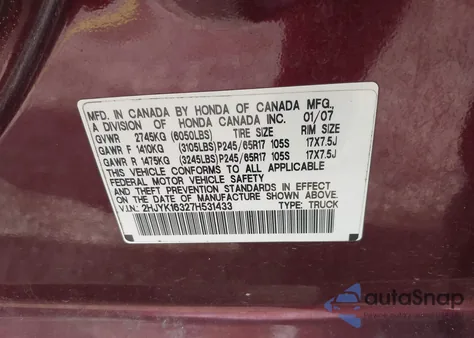 MFD. IN CANADA BY HONDA OF CANADA MFG.,
A DIVISION OF HONDA CANADA INC. 01/07
GVWR 2745KG (6050LBS) TIRE SIZE RIM SIZE
GAWR F 1410KG (3105LBS) P245/65R17 105S 17X7.5J
GAWR R 1475KG (3245LBS) P245/65R17 105S 17X7.5J
THIS VEHICLE CONFORMS TO ALL APPLICABLE
FEDERAL MOTOR VEHICLE SAFETY
AND THEFT PREVENTION STANDARDS IN EFFECT ON
THE DATE OF MANUFACTURE SHOWN ABOVE.
V.I.N.: 2HJYK16327H531433 TYPE: TRUCK
autoSnap